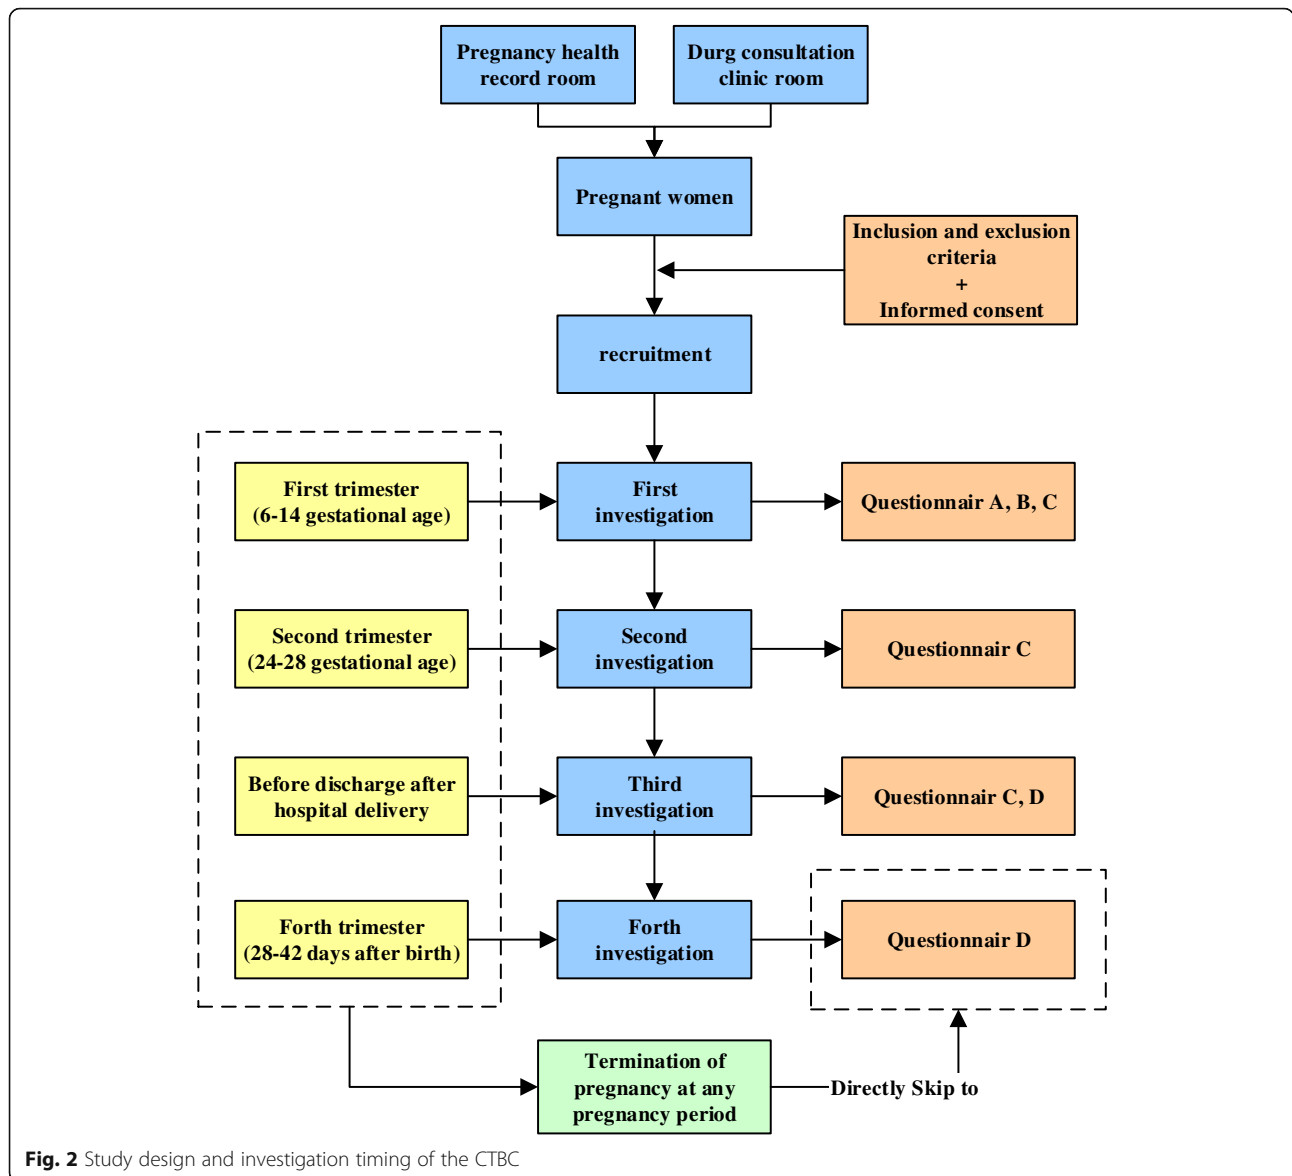 Pregnancy health
record room
Durg consultation
clinic room
Pregnant women
Inclusion and exclusion
criteria
+
Informed consent
recruitment
First trimester
(6-14 gestational age)
First
investigation
Questionnair A, B, C
Second trimester
(24-28 gestational age)
Second
investigation
Questionnair C
Before discharge after
hospital delivery
Third
investigation
Questionnair C, D
Forth trimester
(28-42 days after birth)
Forth
investigation
Questionnair D
Termination of
pregnancy at any
pregnancy period
Directly Skip to
Fig. 2 Study design and investigation timing of the CTBC